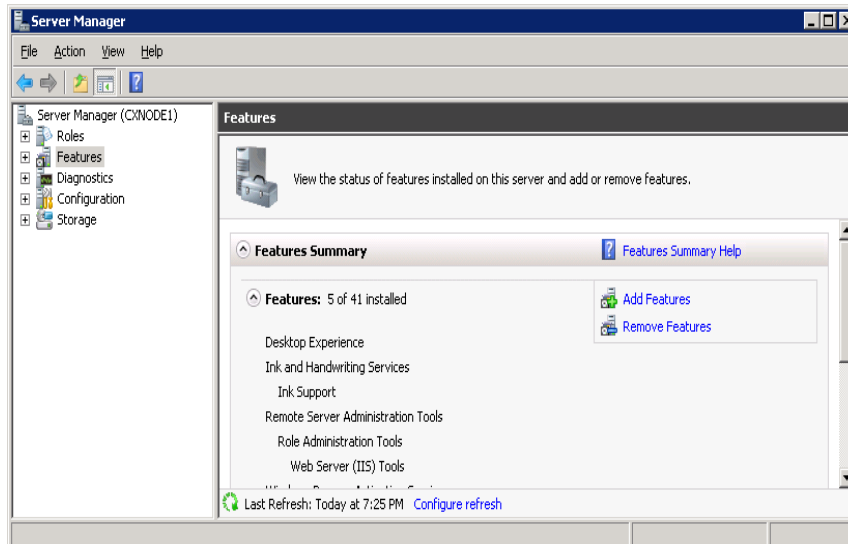 Server Manager
File Action View Help
Server Manager (CXNODE1)
Roles
Features
Diagnostics
Configuration
Storage
Features
View the status of features installed on this server and add or remove features.
Features Summary
Features Summary Help
Features: 5 of 41 installed
Add Features
Remove Features
Desktop Experience
Ink and Handwriting Services
Ink Support
Remote Server Administration Tools
Role Administration Tools
Web Server (IIS) Tools
Last Refresh: Today at 7:25 PM Configure refresh